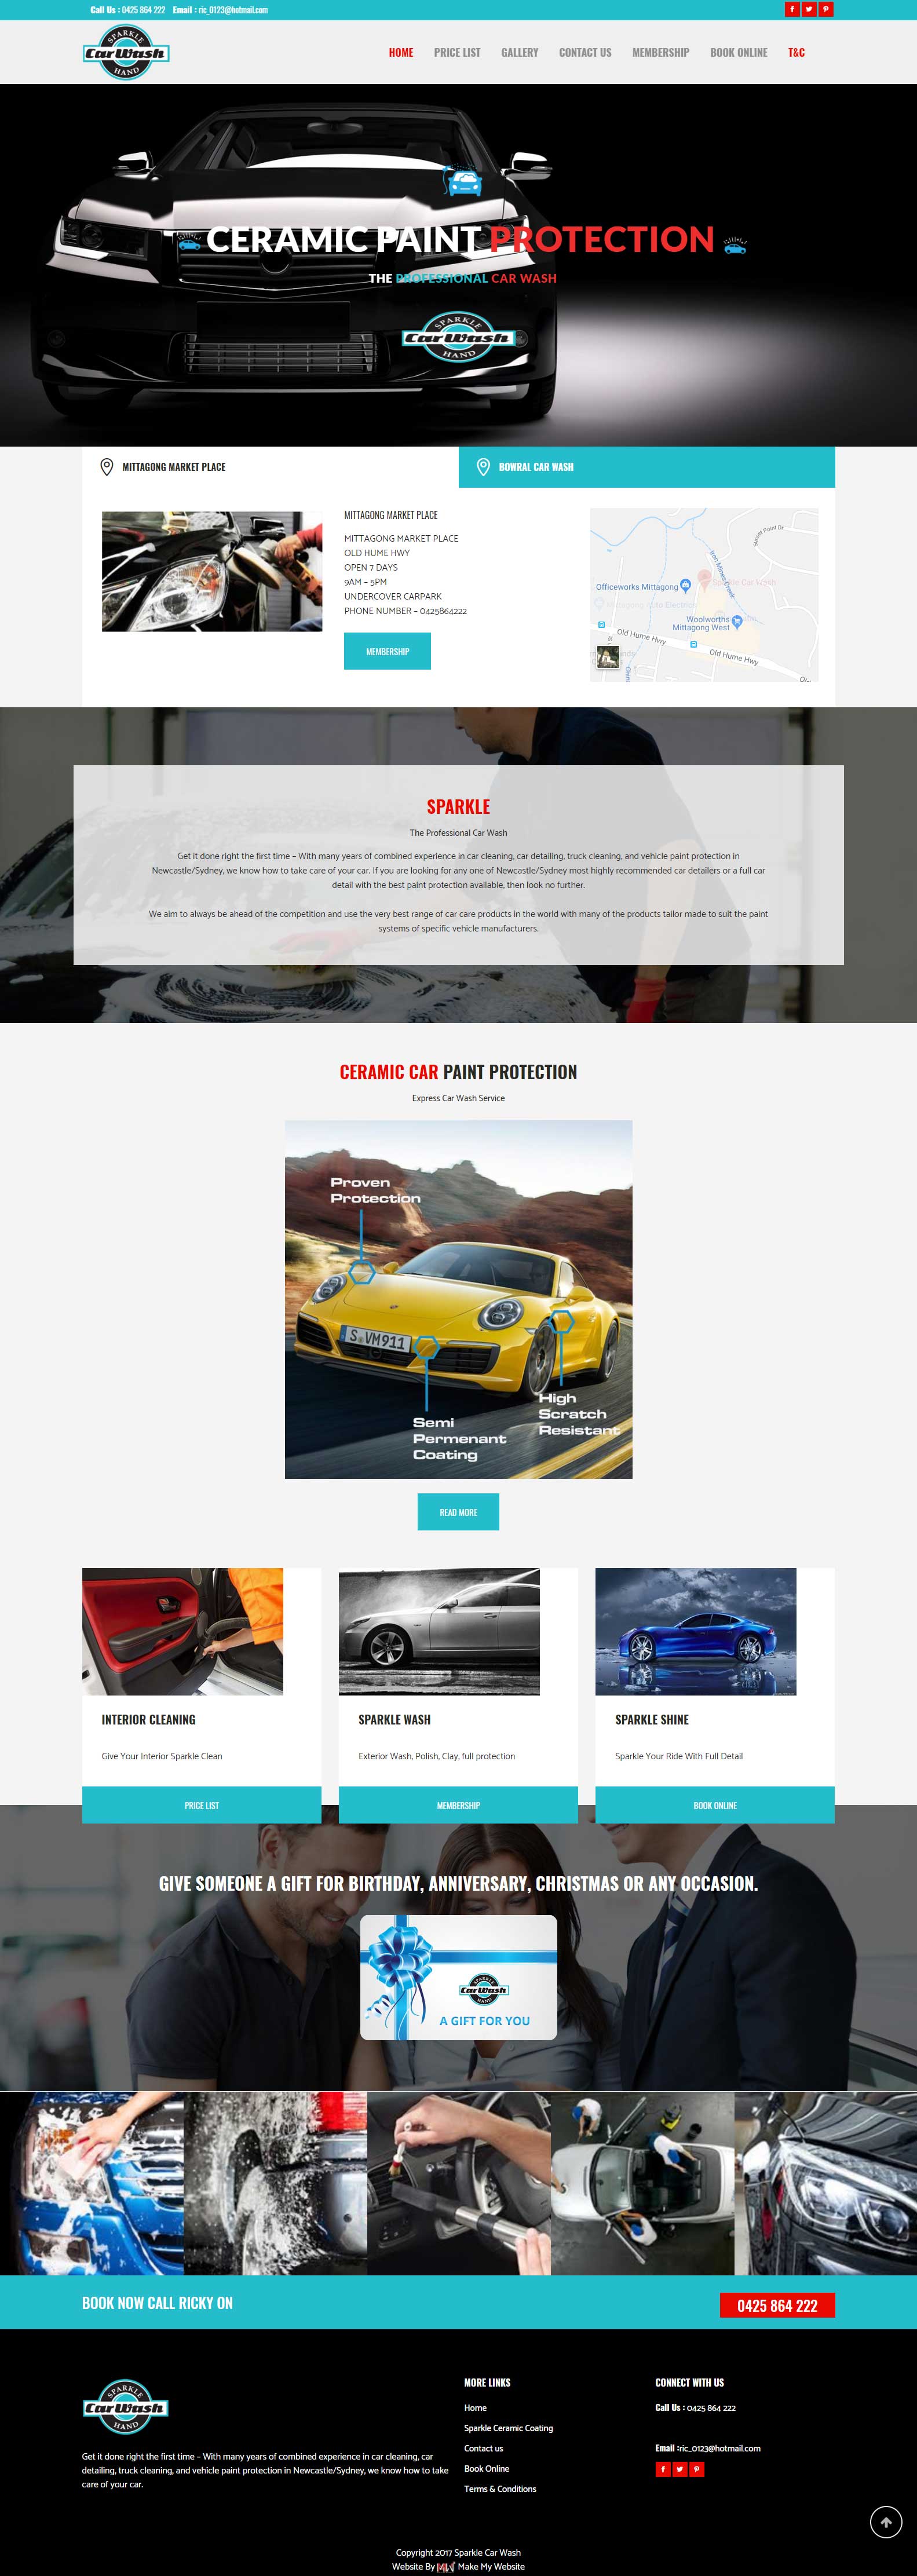 Call Us : 0425 864 222 Email : ric_0123@hotmail.com
SPARKLE
Car Wash
HAND
HOME PRICE LIST GALLERY CONTACT US MEMBERSHIP BOOK ONLINE T&C
CERAMIC PAINT PROTECTION
THE PROFESSIONAL CAR WASH
SPARKLE
Car Wash
HAND
MITTAGONG MARKET PLACE
BOWRAL CAR WASH
MITTAGONG MARKET PLACE
MITTAGONG MARKET PLACE
OLD HUME HWY
OPEN 7 DAYS
9AM – 5PM
UNDERCOVER CARPARK
PHONE NUMBER – 0425864222
MEMBERSHIP
Iron Mines Creek
Officeworks Mittagong
Woolworths
Mittagong West
Old Hume Hwy
Old Hume Hwy
SPARKLE
The Professional Car Wash
Get it done right the first time – With many years of combined experience in car cleaning, car detailing, truck cleaning, and vehicle paint protection in
Newcastle/Sydney, we know how to take care of your car. If you are looking for any one of Newcastle/Sydney most highly recommended car detailers or a full car
detail with the best paint protection available, then look no further.
We aim to always be ahead of the competition and use the very best range of car care products in the world with many of the products tailor made to suit the paint
systems of specific vehicle manufacturers.
CERAMIC CAR PAINT PROTECTION
Express Car Wash Service
Proven
Protection
S VM911
Semi
Permenant
Coating
High
Scratch
Resistant
READ MORE
INTERIOR CLEANING
Give Your Interior Sparkle Clean
PRICE LIST
SPARKLE WASH
Exterior Wash, Polish, Clay, full protection
MEMBERSHIP
SPARKLE SHINE
Sparkle Your Ride With Full Detail
BOOK ONLINE
GIVE SOMEONE A GIFT FOR BIRTHDAY, ANNIVERSARY, CHRISTMAS OR ANY OCCASION.
SPARKLE
Car Wash
HAND
A GIFT FOR YOU
BOOK NOW CALL RICKY ON
0425 864 222
SPARKLE
Car Wash
HAND
Get it done right the first time – With many years of combined experience in car cleaning, car
detailing, truck cleaning, and vehicle paint protection in Newcastle/Sydney, we know how to take
care of your car.
MORE LINKS
Home
Sparkle Ceramic Coating
Contact us
Book Online
Terms & Conditions
CONNECT WITH US
Call Us : 0425 864 222
Email :ric_0123@hotmail.com
Copyright 2017 Sparkle Car Wash
Website By Make My Website